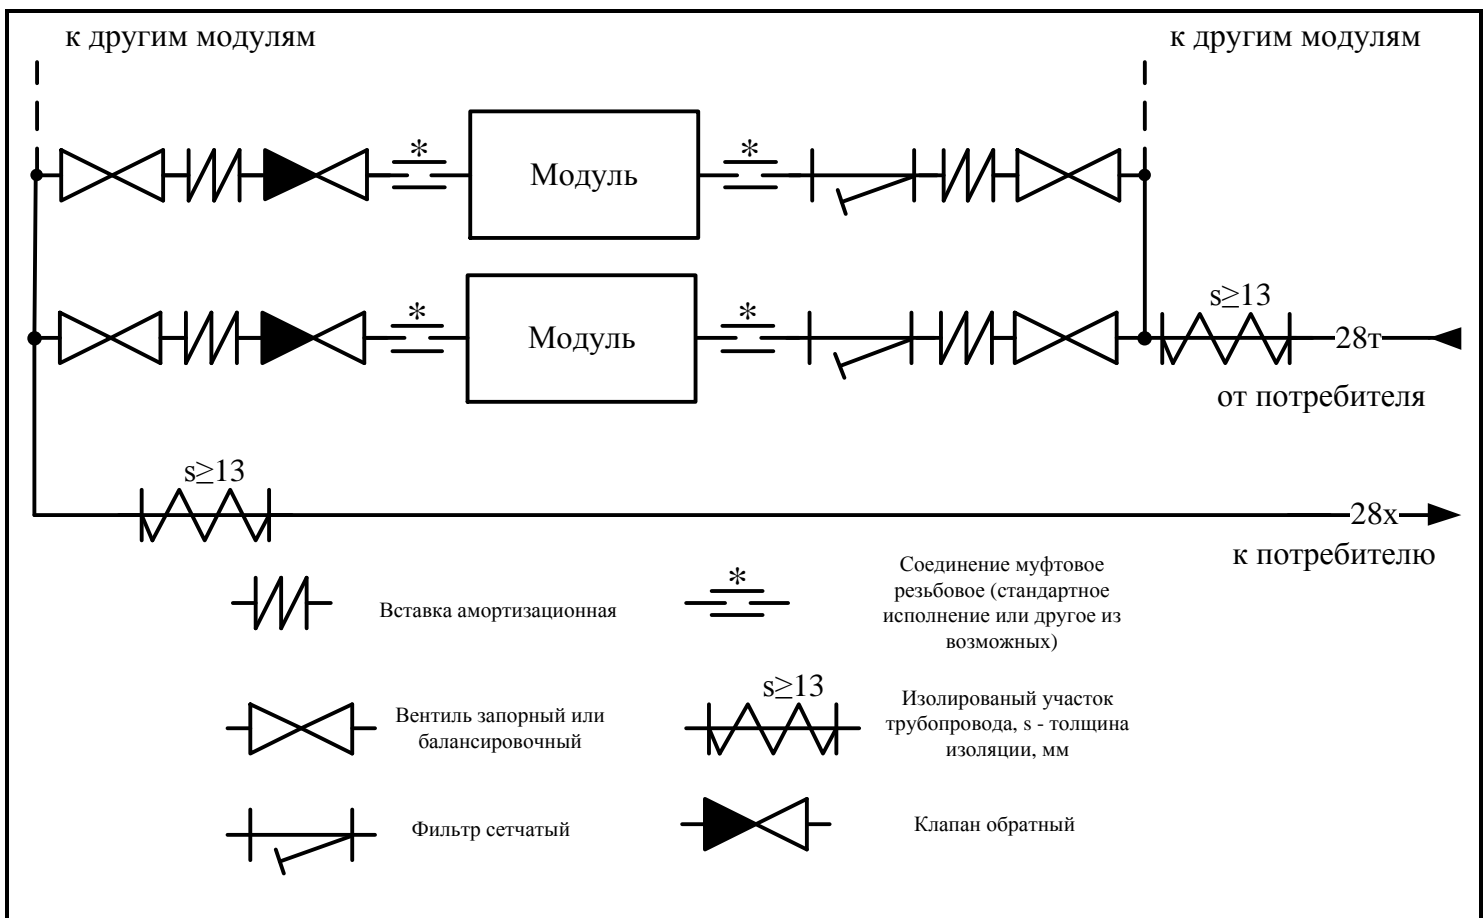 к другим модулям
к другим модулям
*
Модуль
*
*
Модуль
*
s≥13
28т
от потребителя
s≥13
28х
к потребителю
Вставка амортизационная
*
Соединение муфтовое
резьбовое (стандартное
исполнение или другое из
возможных)
Вентиль запорный или
балансировочный
s≥13
Изолированый участок
трубопровода, s - толщина
изоляции, мм
Фильтр сетчатый
Клапан обратный